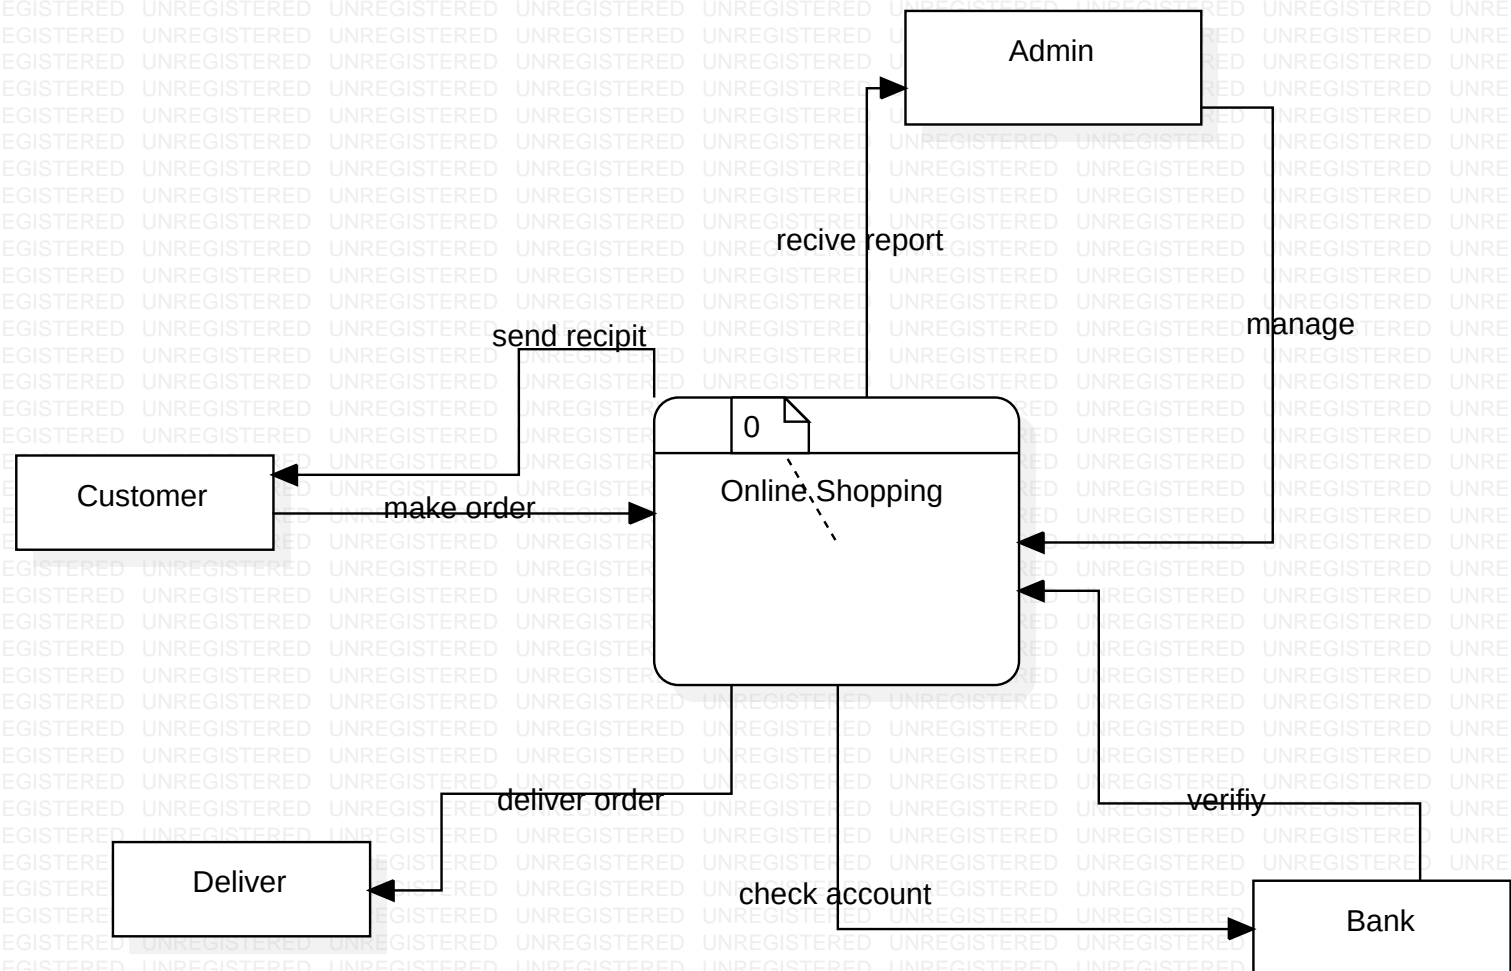 Admin
recive report
manage
send recipit
0
Online Shopping
Customer
make order
deliver order
verifiy
Deliver
check account
Bank
UNREGISTERED